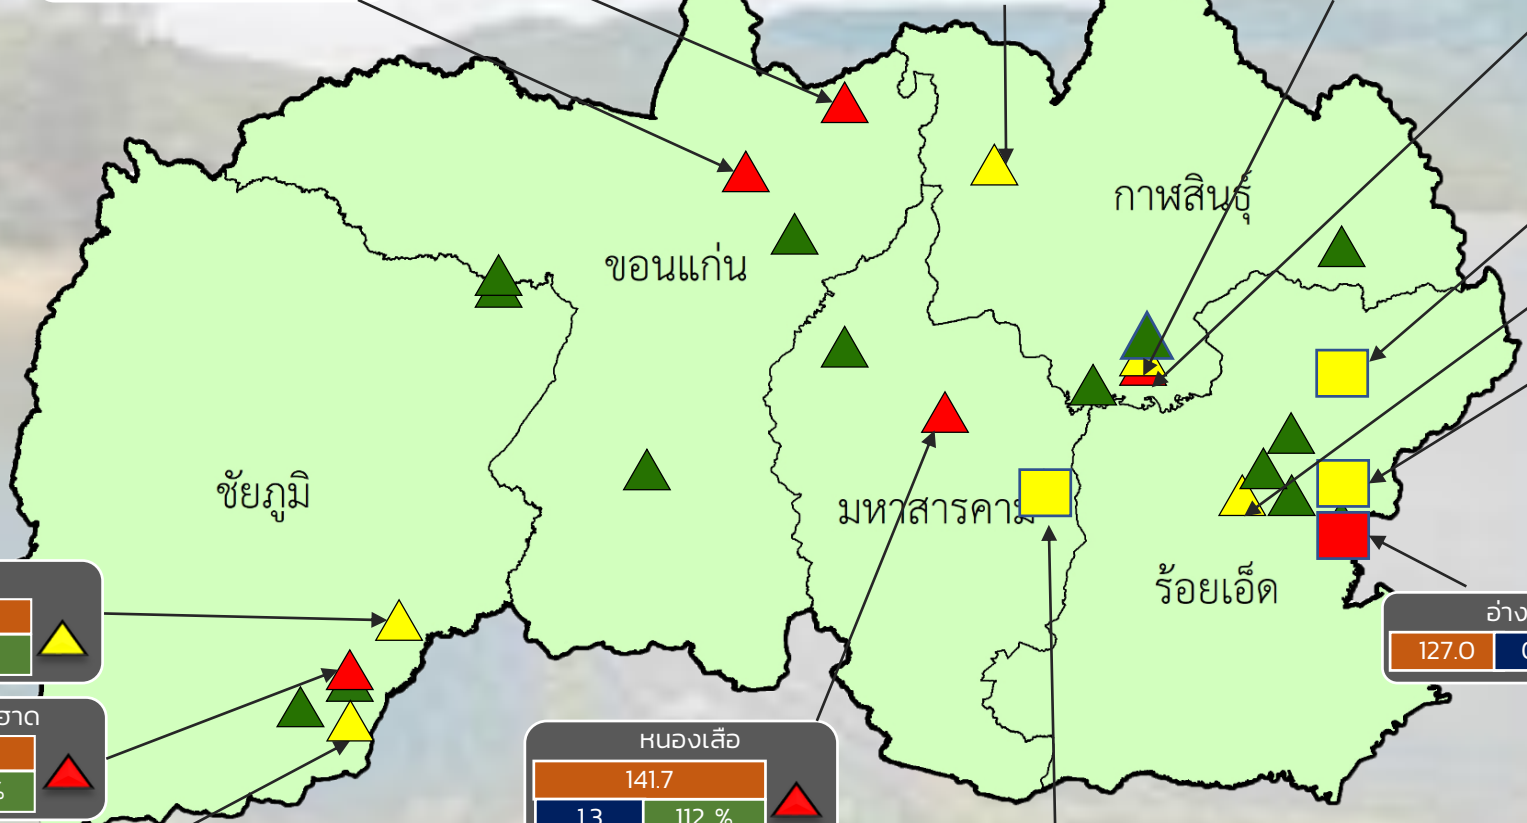 กาฬสินธุ์
ขอนแก่น
ชัยภูมิ
มหาสารคาม
ร้อยเอ็ด
อ่าง
127.0
ฮาด
%
หนองเสือ
141.7
1.3 112 %